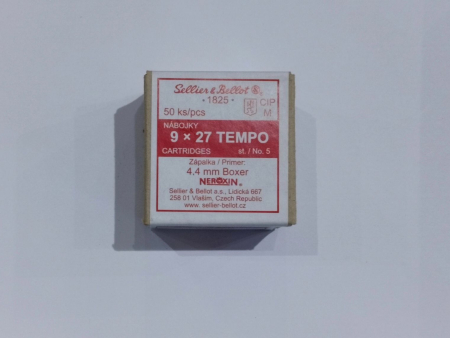 Sellier & Bellot
• 1825 •
50 ks/pcs
CIP
M
NÁBOJKY
9 × 27 TEMPO
CARTRIDGES st. / No. 5
Zápalka / Primer:
4,4 mm Boxer
NEROXIN®
Sellier & Bellot a.s., Lidická 667
258 01 Vlašim, Czech Republic
www. sellier-bellot.cz